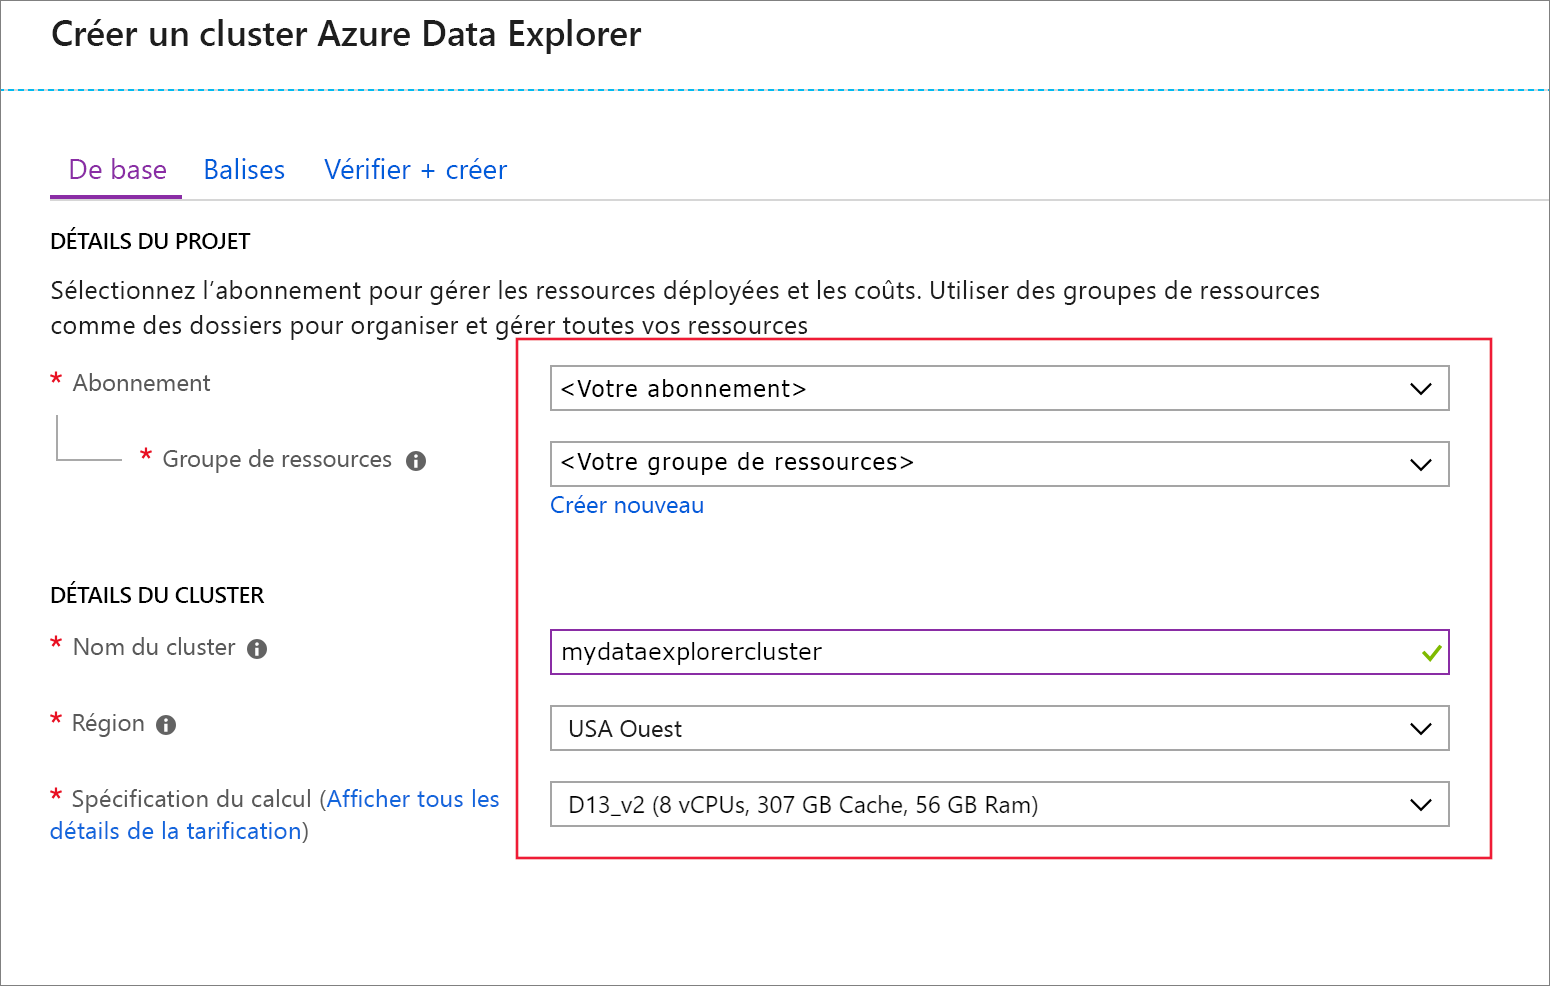 Créer un cluster Azure Data Explorer
De base Balises Vérifier + créer
DÉTAILS DU PROJET
Sélectionnez l’abonnement pour gérer les ressources déployées et les coûts. Utiliser des groupes de ressources
comme des dossiers pour organiser et gérer toutes vos ressources
* Abonnement
<Votre abonnement>
* Groupe de ressources
<Votre groupe de ressources>
Créer nouveau
DÉTAILS DU CLUSTER
* Nom du cluster
mydataexplorercluster
* Région
USA Ouest
* Spécification du calcul (Afficher tous les
détails de la tarification)
D13_v2 (8 vCPUs, 307 GB Cache, 56 GB Ram)